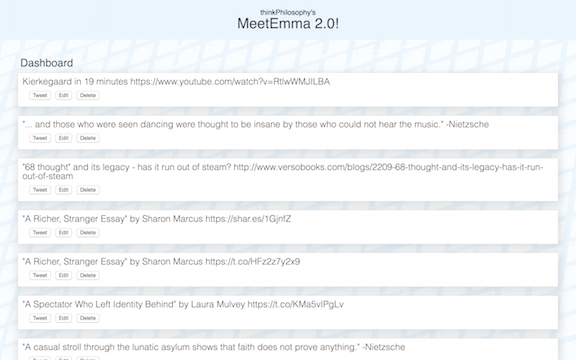 thinkPhilosophy's
MeetEmma 2.0!
Dashboard
Kierkegaard in 19 minutes https://www.youtube.com/watch?v=RtlwWMJILBA
Tweet Edit Delete
"... and those who were seen dancing were thought to be insane by those who could not hear the music." -Nietzsche
Tweet Edit Delete
"68 thought" and its legacy - has it run out of steam? http://www.versobooks.com/blogs/2209-68-thought-and-its-legacy-has-it-run-
out-of-steam
Tweet Edit Delete
"A Richer, Stranger Essay" by Sharon Marcus https://shar.es/1GjnfZ
Tweet Edit Delete
"A Richer, Stranger Essay" by Sharon Marcus https://t.co/HFz2z7y2x9
Tweet Edit Delete
"A Spectator Who Left Identity Behind" by Laura Mulvey https://t.co/KMa5vIPgLv
Tweet Edit Delete
"A casual stroll through the lunatic asylum shows that faith does not prove anything." -Nietzsche
Tweet Edit Delete